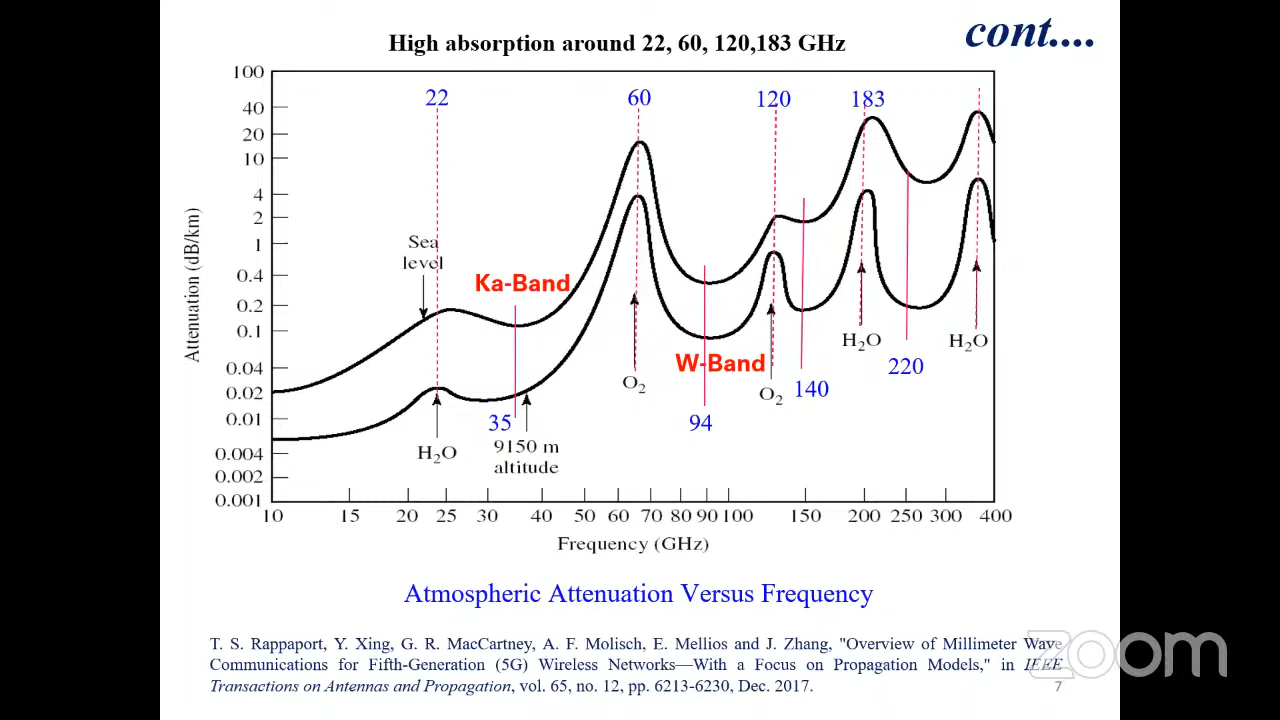 cont....
High absorption around 22, 60, 120,183 GHz
100
40
20
10
4
2
1
0.4
0.2
0.1
0.04
0.02
0.01
0.004
0.002
0.001
Attenuation (dB/km)
22
60
120
183
Sea
level
Ka-Band
W-Band
H2O
35
9150 m
altitude
O2
94
O2
140
H2O
220
H2O
10 15 20 30 40 50 60 70 80 90 100 150 200 250 300 400
Frequency (GHz)
Atmospheric Attenuation Versus Frequency
T. S. Rappaport, Y. Xing, G. R. MacCartney, A. F. Molisch, E. Mellios and J. Zhang, "Overview of Millimeter Wave
Communications for Fifth-Generation (5G) Wireless Networks—With a Focus on Propagation Models," in IEEE
Transactions on Antennas and Propagation, vol. 65, no. 12, pp. 6213-6230, Dec. 2017.
7
zoom